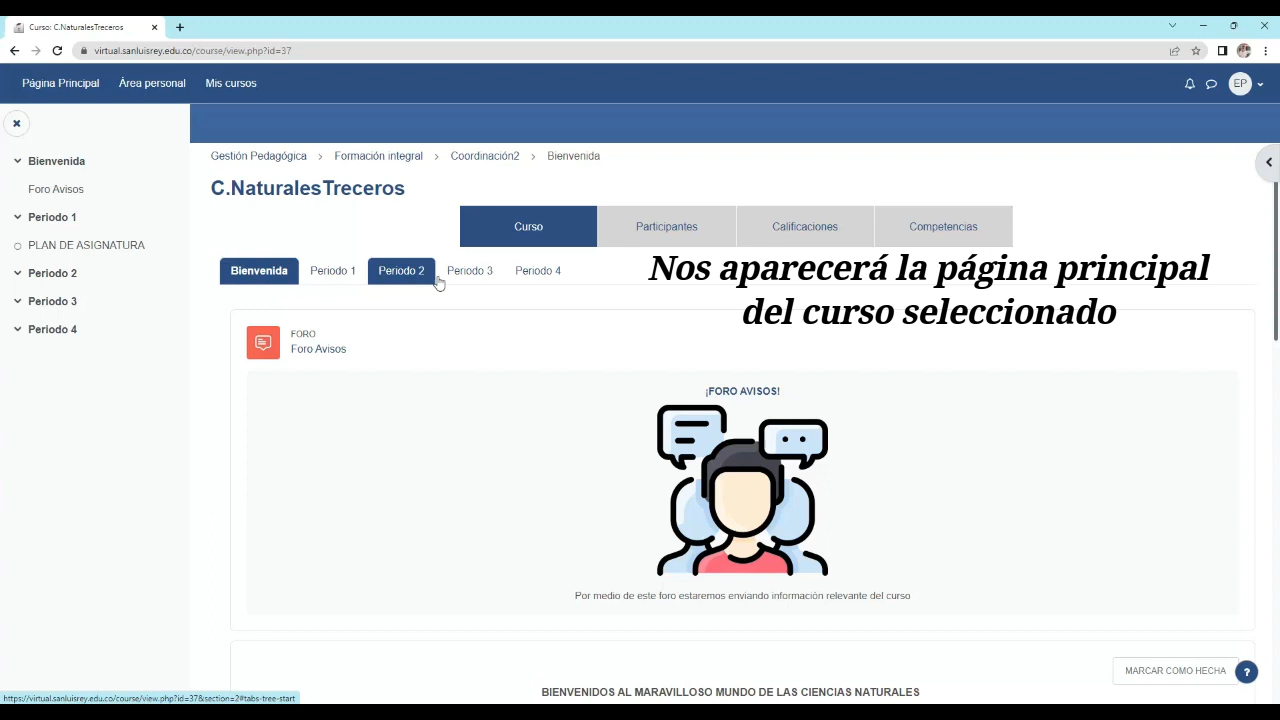 Curso: C.NaturalesTreceros
virtual.sanluisrey.edu.co/course/view.php?id=37
Página Principal
Área personal
Mis cursos
EP
Bienvenida
Foro Avisos
Periodo 1
PLAN DE ASIGNATURA
Periodo 2
Periodo 3
Periodo 4
Gestión Pedagógica > Formación integral > Coordinación2 > Bienvenida
C.NaturalesTreceros
Curso
Participantes
Calificaciones
Competencias
Bienvenida
Periodo 1
Periodo 2
Periodo 3
Periodo 4
Nos aparecerá la página principal
del curso seleccionado
FORO
Foro Avisos
¡FORO AVISOS!
Por medio de este foro estaremos enviando información relevante del curso
MARCAR COMO HECHA
?
BIENVENIDOS AL MARAVILLOSO MUNDO DE LAS CIENCIAS NATURALES
https://virtual.sanluisrey.edu.co/course/view.php?id=37&section=2#tabs-tree-start